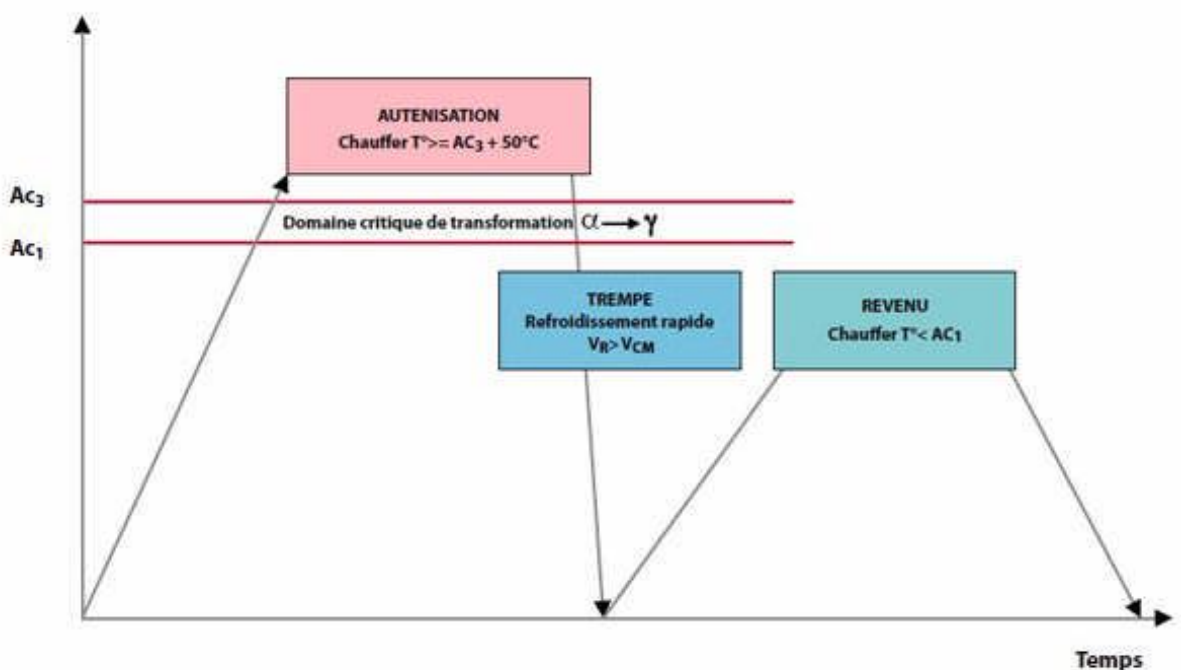 AUTENISATION
Chauffer T°>= AC₃ + 50°C
Ac₃
Domaine critique de transformation α → γ
Ac₁
TREMPE
Refroidissement rapide
VR> VCM
REVENU
Chauffer T°< AC₁
Temps